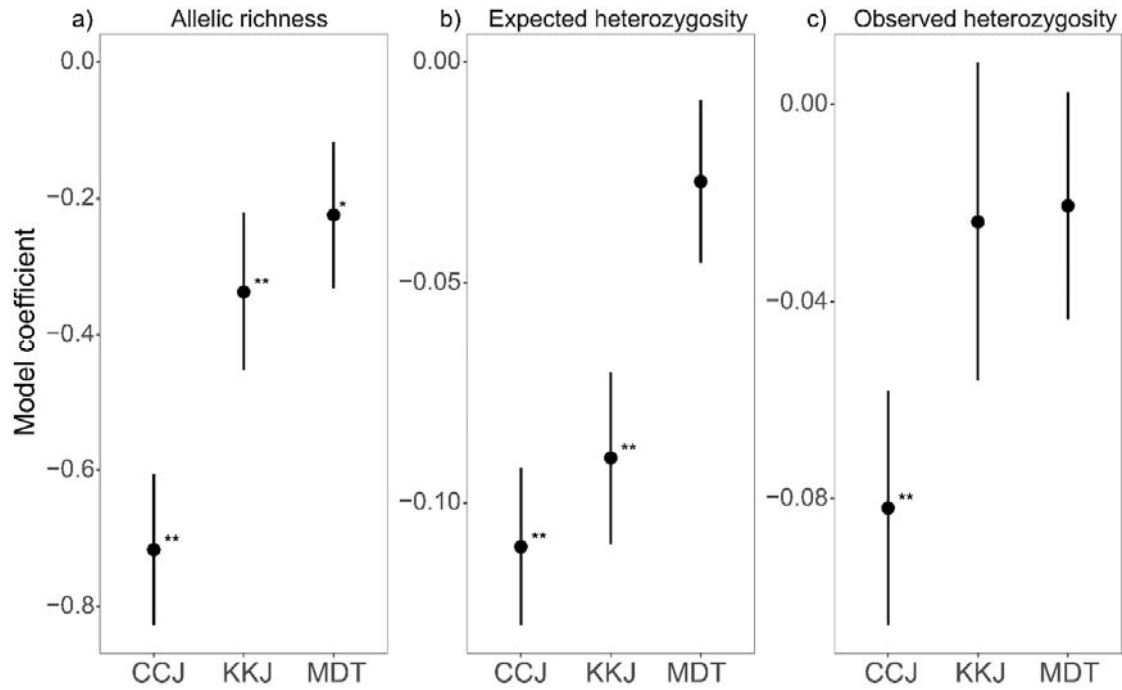 a) Allelic richness
b) Expected heterozygosity
c) Observed heterozygosity
Model coefficient
0.0
−0.2
−0.4
−0.6
−0.8
**
**
*
CCJ KKJ MDT
0.00
−0.05
−0.10
**
**
CCJ KKJ MDT
0.00
−0.04
−0.08
**
CCJ KKJ MDT